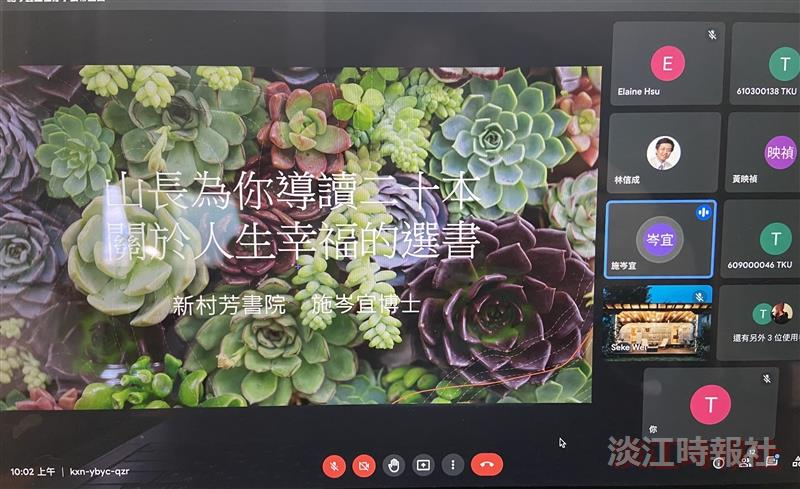 山長為你導讀二十本
關於人生幸福的選書
新村芳書院 施岑宜博士
E
Elaine Hsu
T
610300138 TKU
林信成
映禎
黃映禎
岑宜
施岑宜
T
609000046 TKU
Seke Wei
T
還有另外 3 位使用
T
你
10:02 上午 | kxn-ybyc-qzr
12
淡江時報社